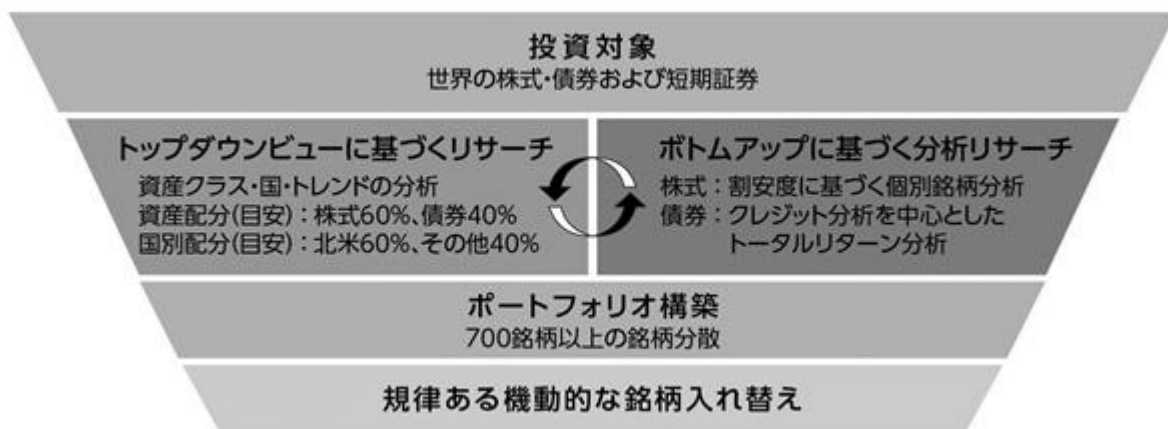 投資対象
世界の株式・債券および短期証券
トップダウンビューに基づくリサーチ
資産クラス・国・トレンドの分析
資産配分(目安)：株式60%、債券40%
国別配分(目安)：北米60%、その他40%
ボトムアップに基づく分析リサーチ
株式：割安度に基づく個別銘柄分析
債券：クレジット分析を中心とした
トータルリターン分析
ポートフォリオ構築
700銘柄以上の銘柄分散
規律ある機動的な銘柄入れ替え